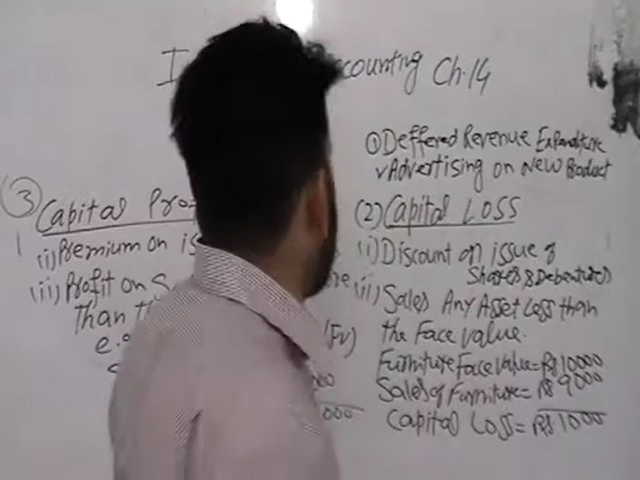 I counting Ch.14
① Deffered Revenue Expenditure
Advertising on New Product
③ Capital Pro
(i) Premium on is
(ii) Profit on S
Than th
e.g
(FV)
000
(2) Capital LOSS
(i) Discount on issue of
Shares & Debentures
(ii) Sales Any Asset Less than
the Face value.
Furniture Face Value = Rs 10000
Sales of Furniture = Rs 9000
Capital Loss = Rs 1000